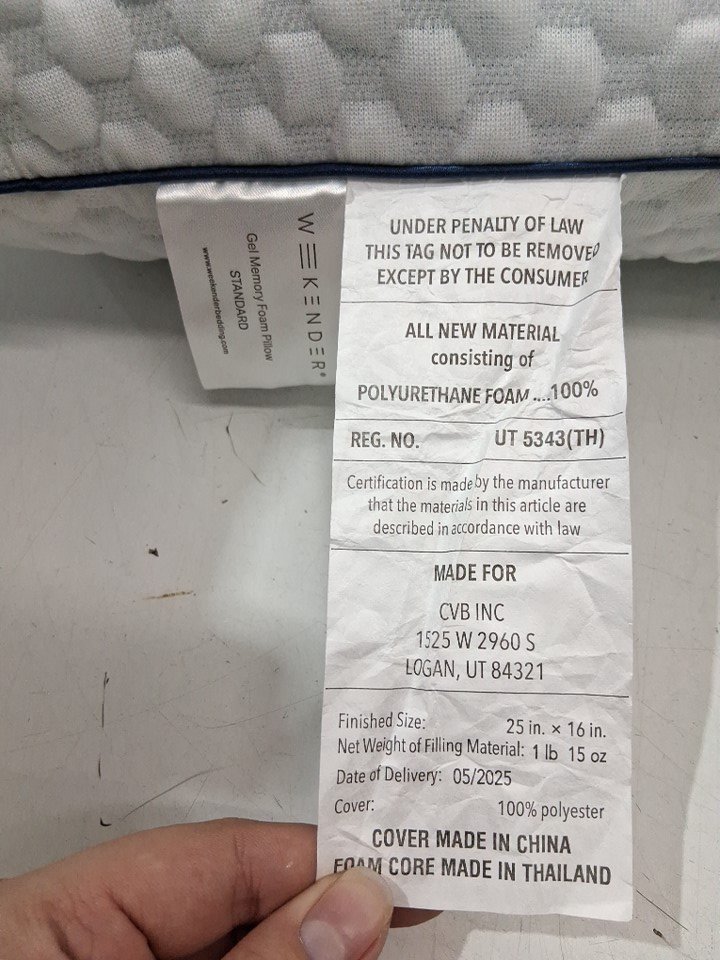 WEEKENDER®
Gel Memory Foam Pillow
STANDARD
www.weekenderbedding.com
UNDER PENALTY OF LAW
THIS TAG NOT TO BE REMOVED
EXCEPT BY THE CONSUMER
ALL NEW MATERIAL
consisting of
POLYURETHANE FOAM ....100%
REG. NO. UT 5343(TH)
Certification is made by the manufacturer
that the materials in this article are
described in accordance with law
MADE FOR
CVB INC
1525 W 2960 S
LOGAN, UT 84321
Finished Size: 25 in. × 16 in.
Net Weight of Filling Material: 1 lb 15 oz
Date of Delivery: 05/2025
Cover: 100% polyester
COVER MADE IN CHINA
FOAM CORE MADE IN THAILAND